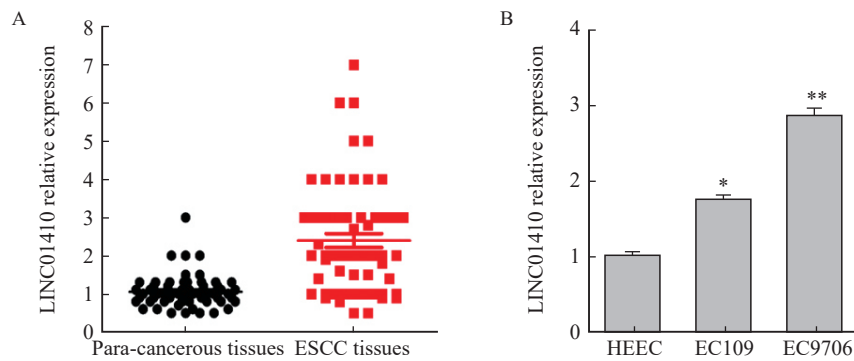 A
LINC01410 relative expression
8
7
6
5
4
3
2
1
0
Para-cancerous tissues
ESCC tissues
B
LINC01410 relative expression
4
3
2
1
0
*
**
HEEC
EC109
EC9706